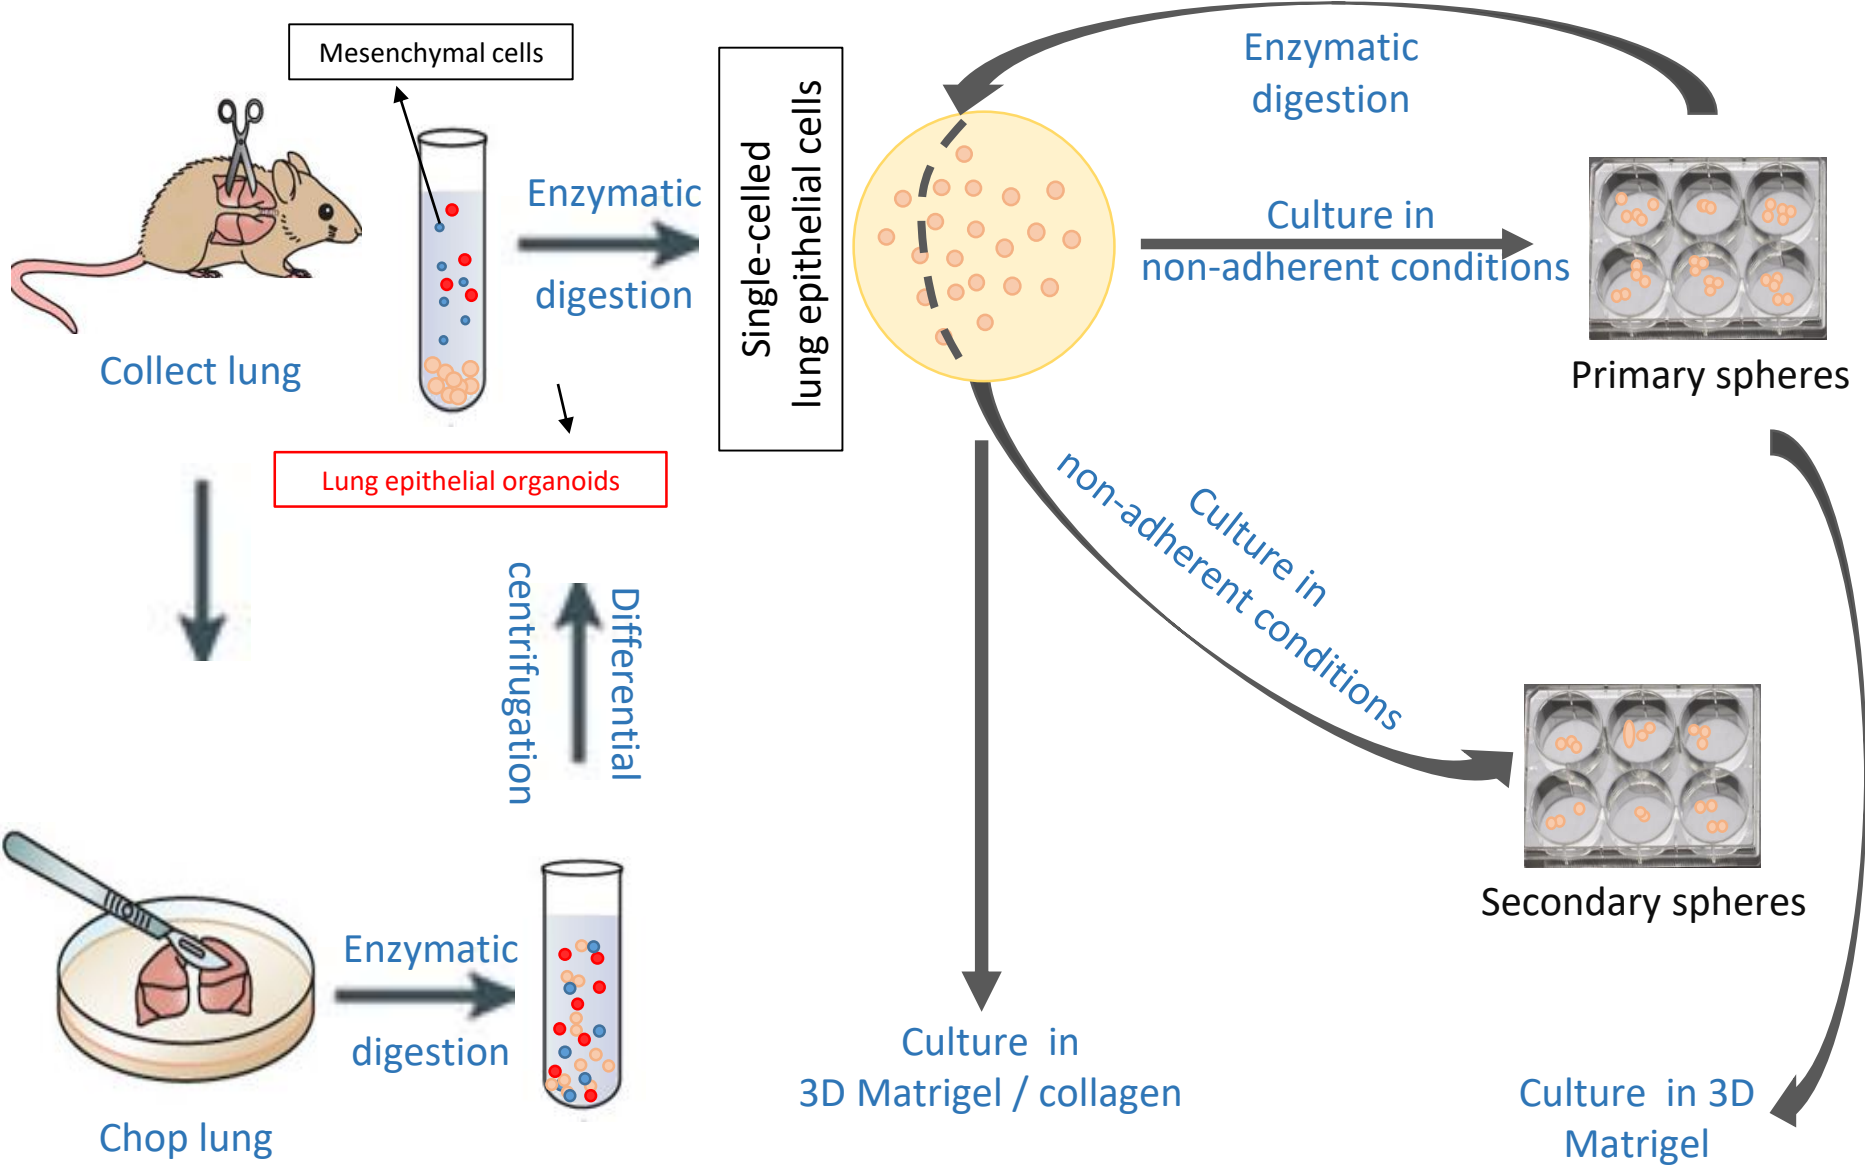 Mesenchymal cells
Collect lung
Enzymatic
digestion
Lung epithelial organoids
Single-celled
lung epithelial cells
Enzymatic
digestion
Culture in
non-adherent conditions
Primary spheres
Culture in
non-adherent conditions
Secondary spheres
Differential
centrifugation
Enzymatic
digestion
Chop lung
Culture in
3D Matrigel / collagen
Culture in 3D
Matrigel